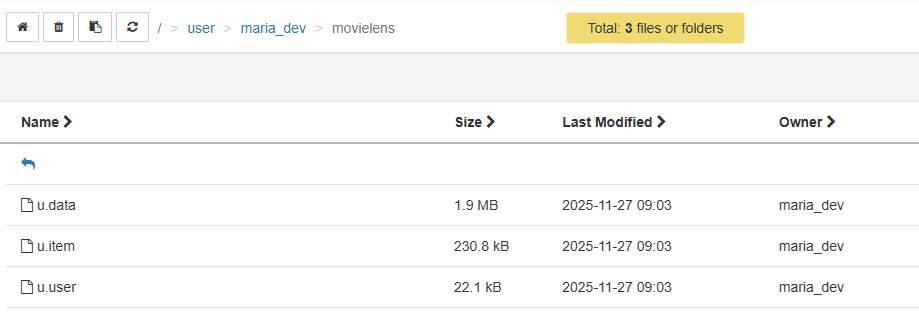 / > user > maria_dev > movielens Total: 3 files or folders
Name Size Last Modified Owner
u.data 1.9 MB 2025-11-27 09:03 maria_dev
u.item 230.8 kB 2025-11-27 09:03 maria_dev
u.user 22.1 kB 2025-11-27 09:03 maria_dev